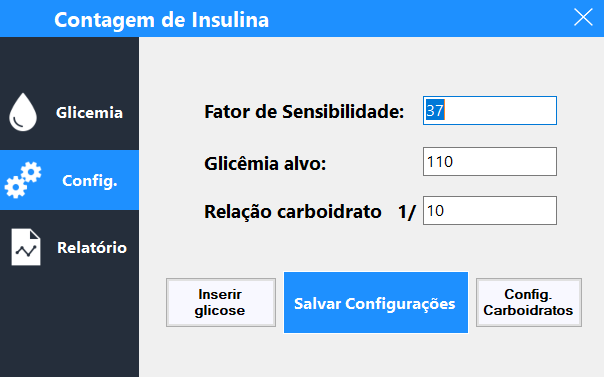 Contagem de Insulina
Glicemia
Config.
Relatório
Fator de Sensibilidade: 37
Glicêmia alvo: 110
Relação carboidrato 1/ 10
Inserir
glicose
Salvar Configurações
Config.
Carboidratos